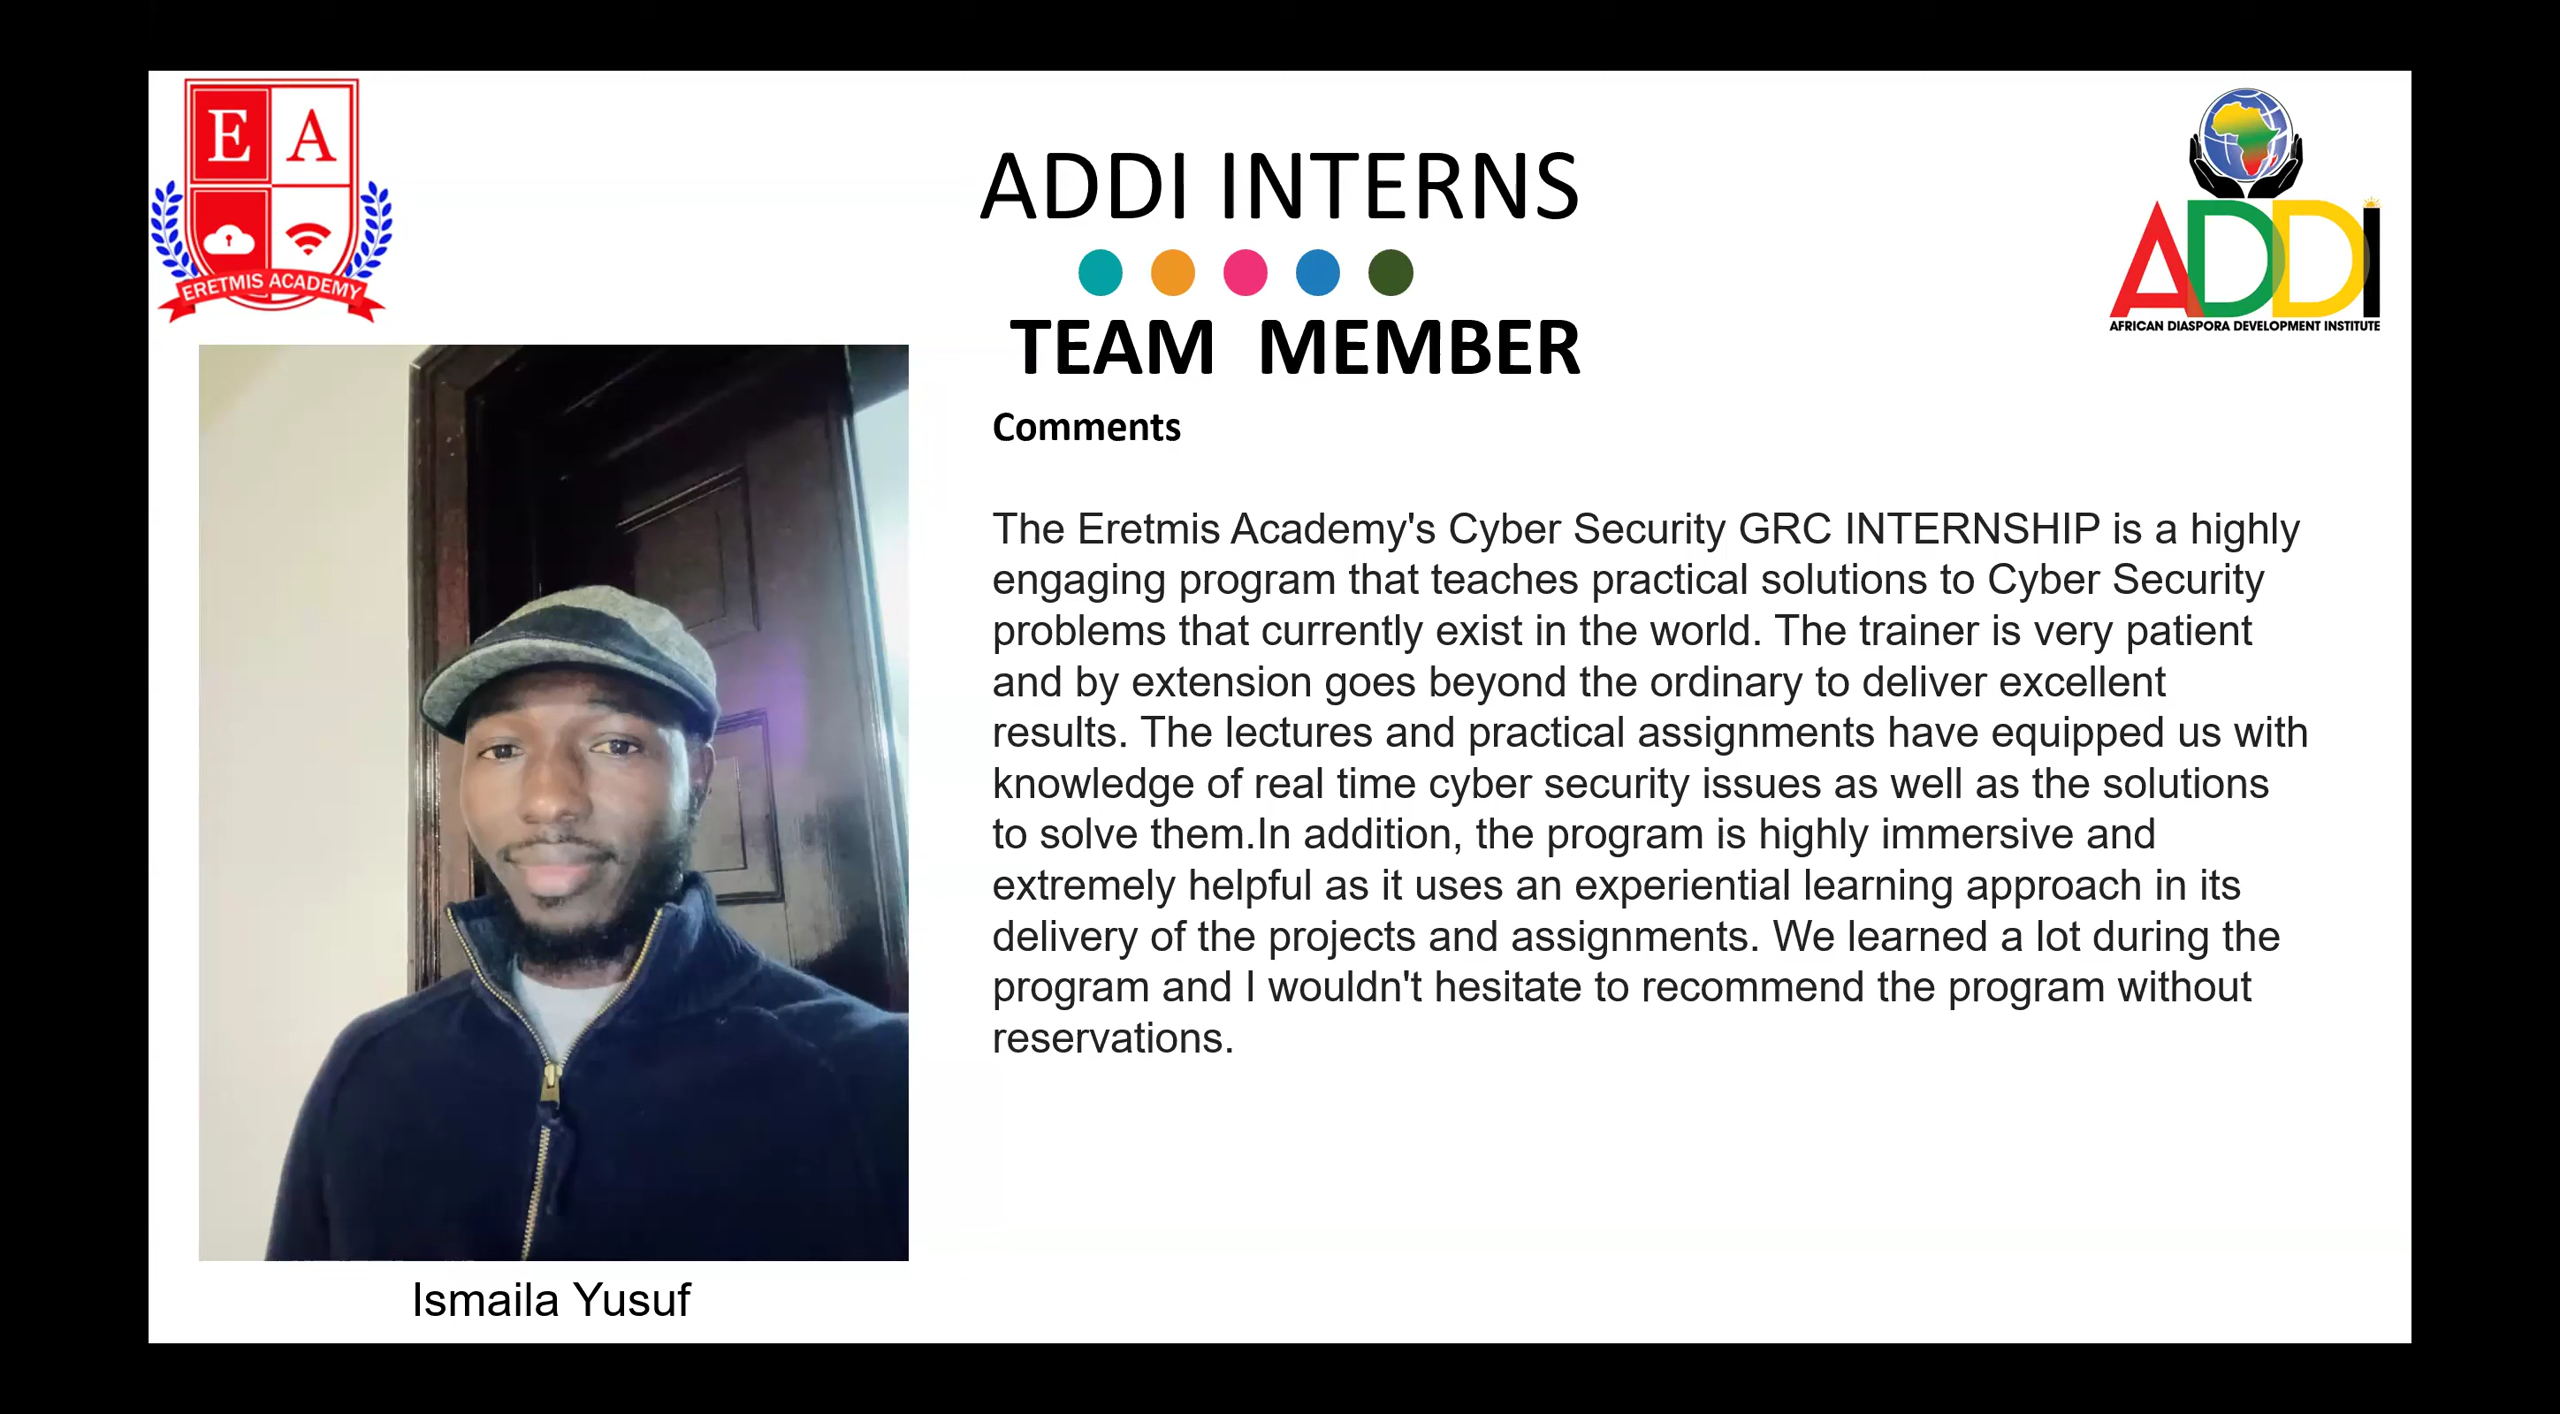 E A
ERETMIS ACADEMY
ADDI INTERNS
ADDI
AFRICAN DIASPORA DEVELOPMENT INSTITUTE
TEAM MEMBER
Comments
The Eretmis Academy's Cyber Security GRC INTERNSHIP is a highly
engaging program that teaches practical solutions to Cyber Security
problems that currently exist in the world. The trainer is very patient
and by extension goes beyond the ordinary to deliver excellent
results. The lectures and practical assignments have equipped us with
knowledge of real time cyber security issues as well as the solutions
to solve them.In addition, the program is highly immersive and
extremely helpful as it uses an experiential learning approach in its
delivery of the projects and assignments. We learned a lot during the
program and I wouldn't hesitate to recommend the program without
reservations.
Ismaila Yusuf